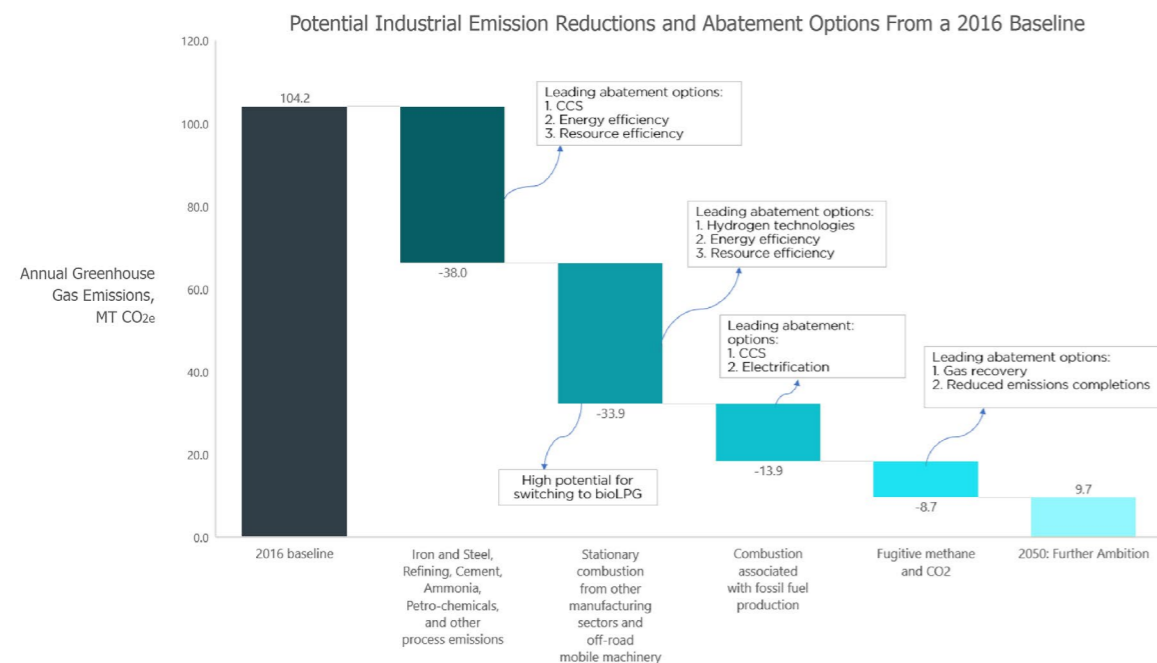 Potential Industrial Emission Reductions and Abatement Options From a 2016 Baseline
120.0
100.0
80.0
60.0
40.0
20.0
0.0
Annual Greenhouse
Gas Emissions,
MT CO2e
104.2
-38.0
-33.9
-13.9
-8.7
9.7
Leading abatement options:
1. CCS
2. Energy efficiency
3. Resource efficiency
Leading abatement options:
1. Hydrogen technologies
2. Energy efficiency
3. Resource efficiency
Leading abatement:
options:
1. CCS
2. Electrification
Leading abatement options:
1. Gas recovery
2. Reduced emissions completions
High potential for
switching to bioLPG
2016 baseline
Iron and Steel,
Refining, Cement,
Ammonia,
Petro-chemicals,
and other
process emissions
Stationary
combustion
from other
manufacturing
sectors and
off-road
mobile machinery
Combustion
associated
with fossil fuel
production
Fugitive methane
and CO2
2050: Further Ambition